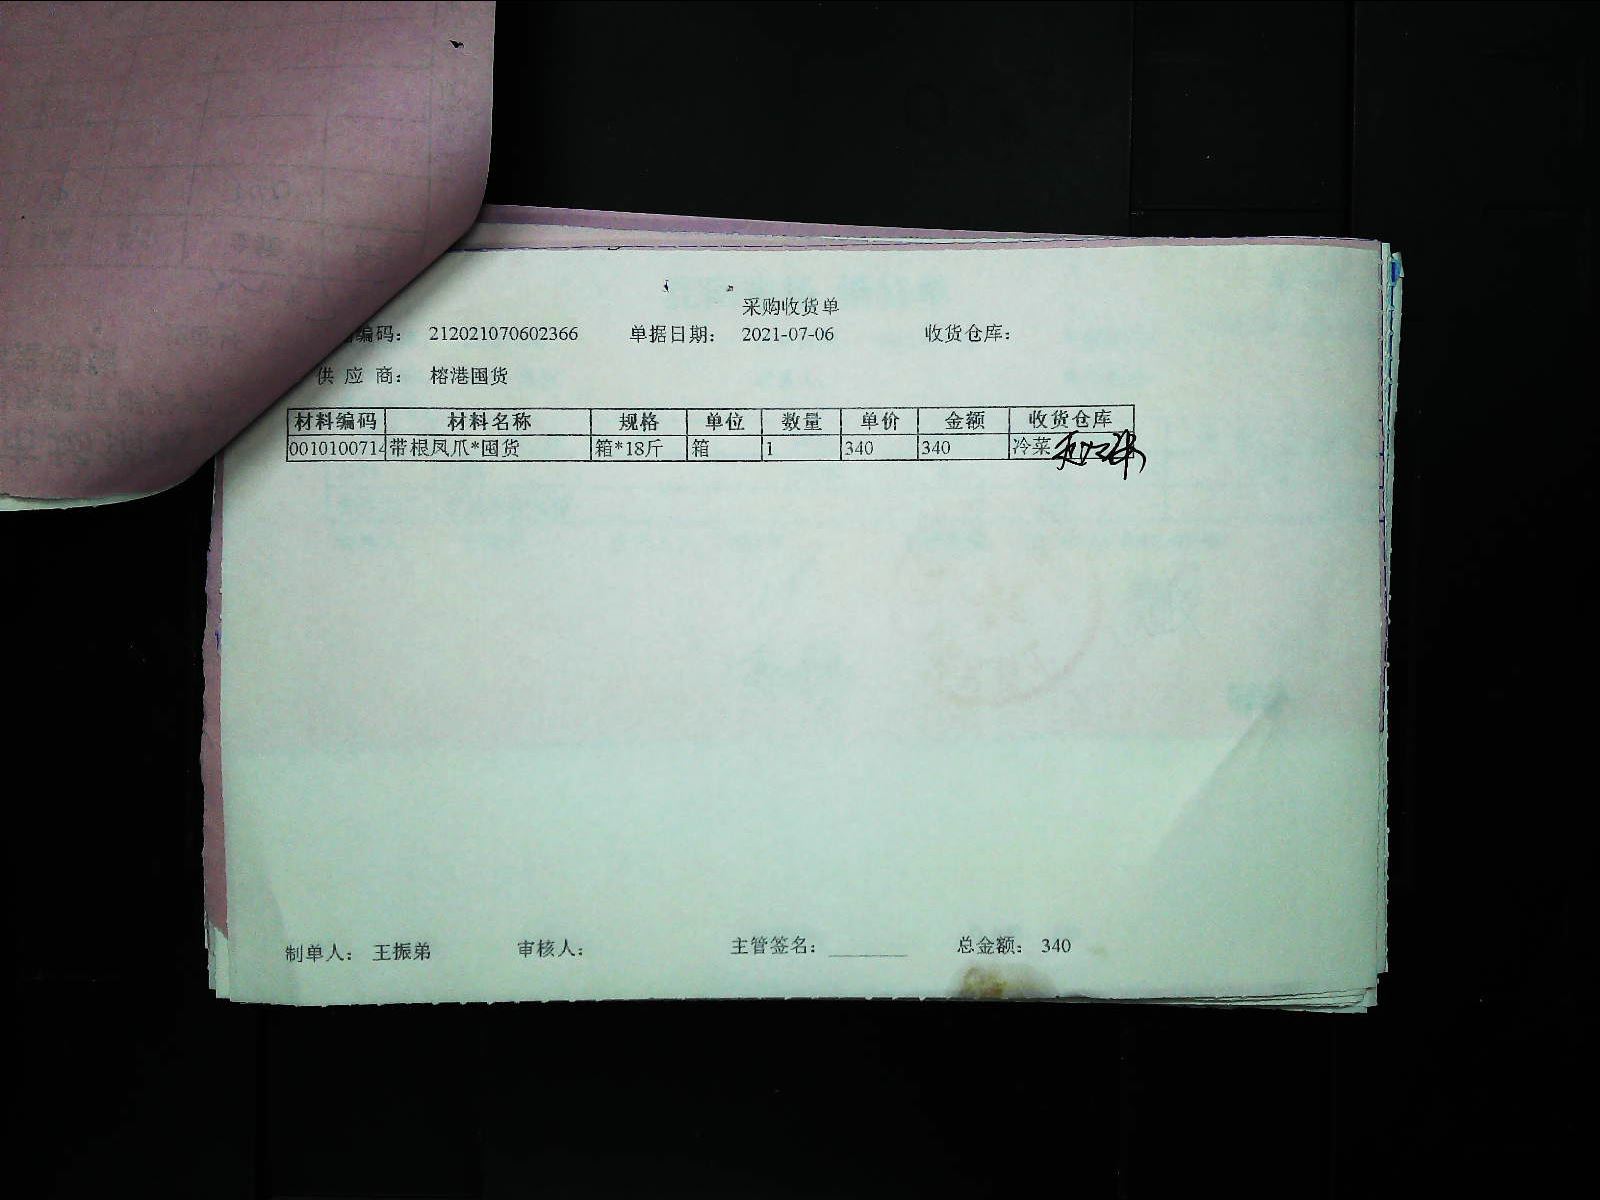 采购收货单
编码： 212021070602366 单据日期： 2021-07-06 收货仓库：
供 应 商： 榕港囤货
材料编码 材料名称 规格 单位 数量 单价 金额 收货仓库
0010100714 带根凤爪*囤货 箱*18斤 箱 1 340 340 冷菜
制单人： 王振弟 审核人： 主管签名： ________ 总金额： 340